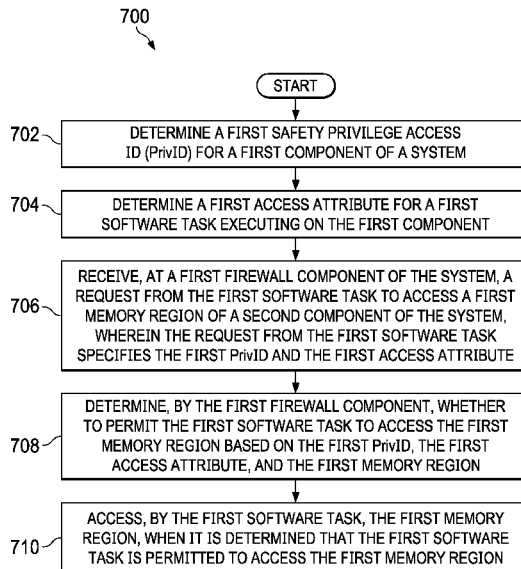 700
START
702
DETERMINE A FIRST SAFETY PRIVILEGE ACCESS
ID (PrivID) FOR A FIRST COMPONENT OF A SYSTEM
704
DETERMINE A FIRST ACCESS ATTRIBUTE FOR A FIRST
SOFTWARE TASK EXECUTING ON THE FIRST COMPONENT
706
RECEIVE, AT A FIRST FIREWALL COMPONENT OF THE SYSTEM, A
REQUEST FROM THE FIRST SOFTWARE TASK TO ACCESS A FIRST
MEMORY REGION OF A SECOND COMPONENT OF THE SYSTEM,
WHEREIN THE REQUEST FROM THE FIRST SOFTWARE TASK
SPECIFIES THE FIRST PrivID AND THE FIRST ACCESS ATTRIBUTE
708
DETERMINE, BY THE FIRST FIREWALL COMPONENT, WHETHER
TO PERMIT THE FIRST SOFTWARE TASK TO ACCESS THE FIRST
MEMORY REGION BASED ON THE FIRST PrivID, THE FIRST
ACCESS ATTRIBUTE, AND THE FIRST MEMORY REGION
710
ACCESS, BY THE FIRST SOFTWARE TASK, THE FIRST MEMORY
REGION, WHEN IT IS DETERMINED THAT THE FIRST SOFTWARE
TASK IS PERMITTED TO ACCESS THE FIRST MEMORY REGION